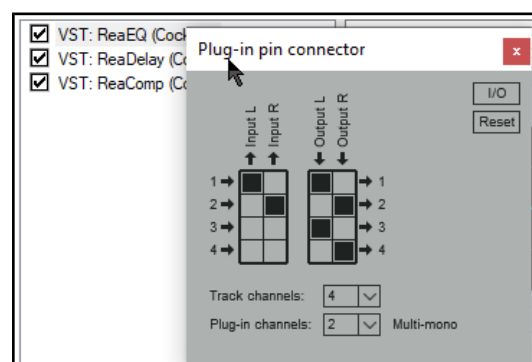 VST: ReaEQ (Cock
VST: ReaDelay (Co
VST: ReaComp (Co
Plug-in pin connector
x
I/O
Reset
Input L
Input R
Output L
Output R
1
2
3
4
1
2
3
4
Track channels: 4
Plug-in channels: 2 Multi-mono